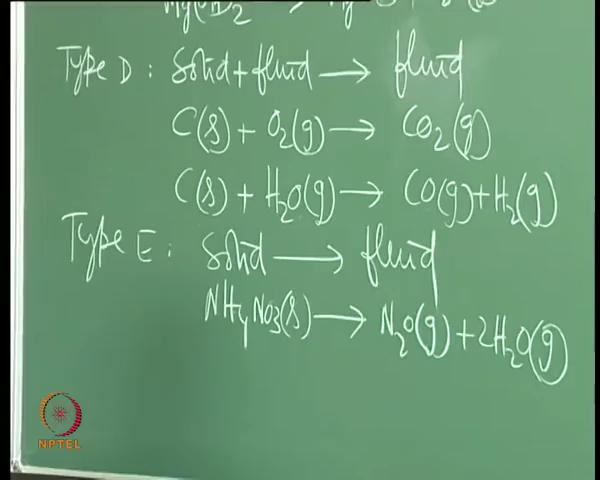 Type D : Solid + fluid ⟶ fluid
C(s) + O₂(g) ⟶ CO₂(g)
C(s) + H₂O(g) ⟶ CO(g) + H₂(g)
Type E : Solid ⟶ fluid
NH₄NO₃(s) ⟶ N₂O(g) + 2H₂O(g)
NPTEL